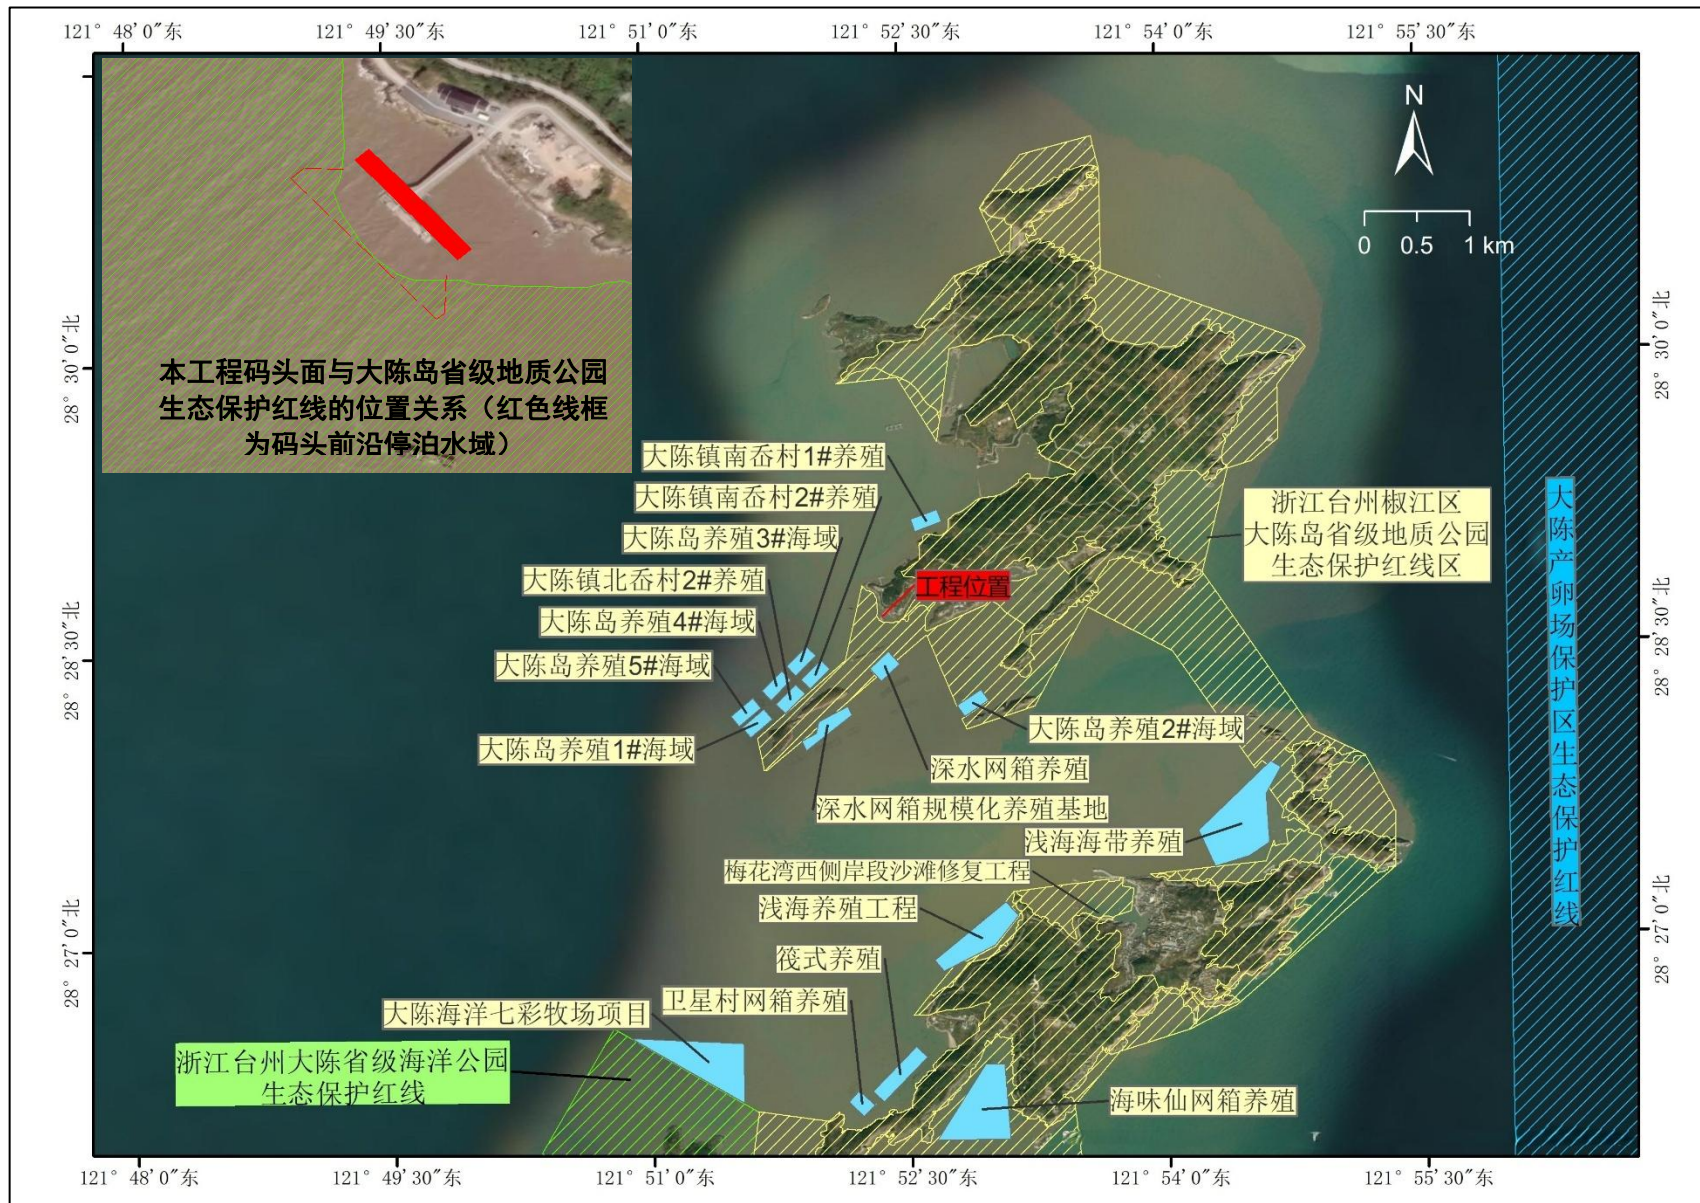 121° 48′ 0″东
121° 49′ 30″东
121° 51′ 0″东
121° 52′ 30″东
121° 54′ 0″东
121° 55′ 30″东
N
0 0.5 1 km
28° 30′ 0″北
28° 30′ 0″北
本工程码头面与大陈岛省级地质公园
生态保护红线的位置关系（红色线框
为码头前沿停泊水域）
大陈镇南岙村1#养殖
大陈镇南岙村2#养殖
大陈岛养殖3#海域
大陈镇北岙村2#养殖
大陈岛养殖4#海域
大陈岛养殖5#海域
大陈岛养殖1#海域
工程位置
浙江台州椒江区
大陈岛省级地质公园
生态保护红线区
大陈产卵场保护区生态保护红线
28° 28′ 30″北
28° 28′ 30″北
大陈岛养殖2#海域
深水网箱养殖
深水网箱规模化养殖基地
浅海海带养殖
梅花湾西侧岸段沙滩修复工程
浅海养殖工程
筏式养殖
卫星村网箱养殖
大陈海洋七彩牧场项目
28° 27′ 0″北
28° 27′ 0″北
浙江台州大陈省级海洋公园
生态保护红线
海味仙网箱养殖
121° 48′ 0″东
121° 49′ 30″东
121° 51′ 0″东
121° 52′ 30″东
121° 54′ 0″东
121° 55′ 30″东